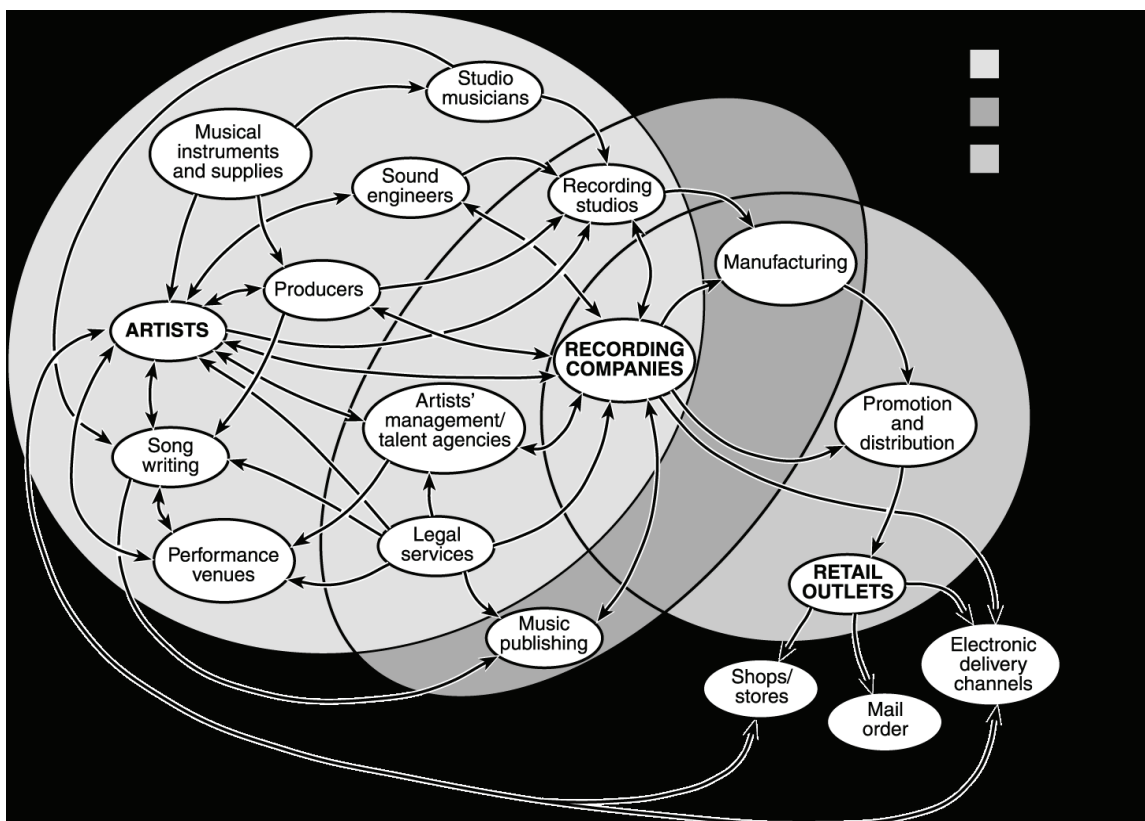 Studio
musicians
Musical
instruments
and supplies
Sound
engineers
Recording
studios
Manufacturing
Producers
ARTISTS
RECORDING
COMPANIES
Artists’
management/
talent agencies
Promotion
and
distribution
Song
writing
Legal
services
Performance
venues
RETAIL
OUTLETS
Music
publishing
Electronic
delivery
channels
Shops/
stores
Mail
order